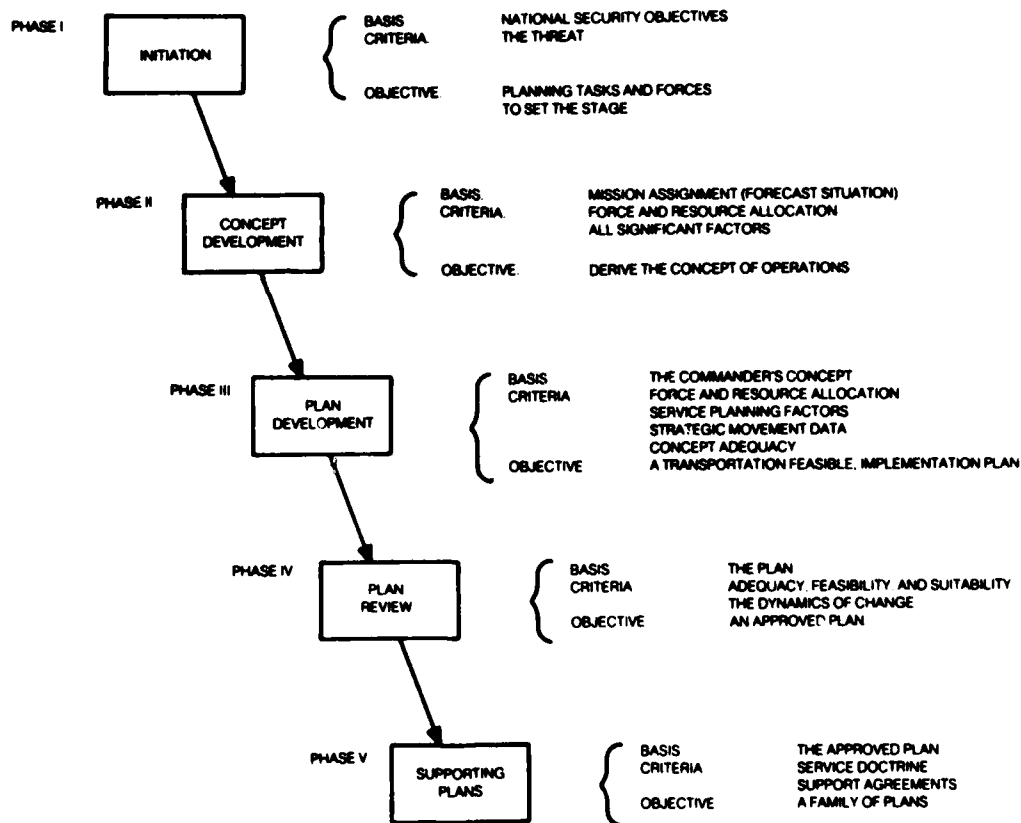 PHASE I
INITIATION
BASIS NATIONAL SECURITY OBJECTIVES
CRITERIA. THE THREAT
OBJECTIVE. PLANNING TASKS AND FORCES
TO SET THE STAGE
PHASE II
CONCEPT
DEVELOPMENT
BASIS. MISSION ASSIGNMENT (FORECAST SITUATION)
CRITERIA. FORCE AND RESOURCE ALLOCATION
ALL SIGNIFICANT FACTORS
OBJECTIVE. DERIVE THE CONCEPT OF OPERATIONS
PHASE III
PLAN
DEVELOPMENT
BASIS THE COMMANDER'S CONCEPT
CRITERIA FORCE AND RESOURCE ALLOCATION
SERVICE PLANNING FACTORS
STRATEGIC MOVEMENT DATA
CONCEPT ADEQUACY
OBJECTIVE A TRANSPORTATION FEASIBLE, IMPLEMENTATION PLAN
PHASE IV
PLAN
REVIEW
BASIS THE PLAN
CRITERIA ADEQUACY, FEASIBILITY, AND SUITABILITY
THE DYNAMICS OF CHANGE
OBJECTIVE AN APPROVED PLAN
PHASE V
SUPPORTING
PLANS
BASIS THE APPROVED PLAN
CRITERIA SERVICE DOCTRINE
SUPPORT AGREEMENTS
OBJECTIVE A FAMILY OF PLANS